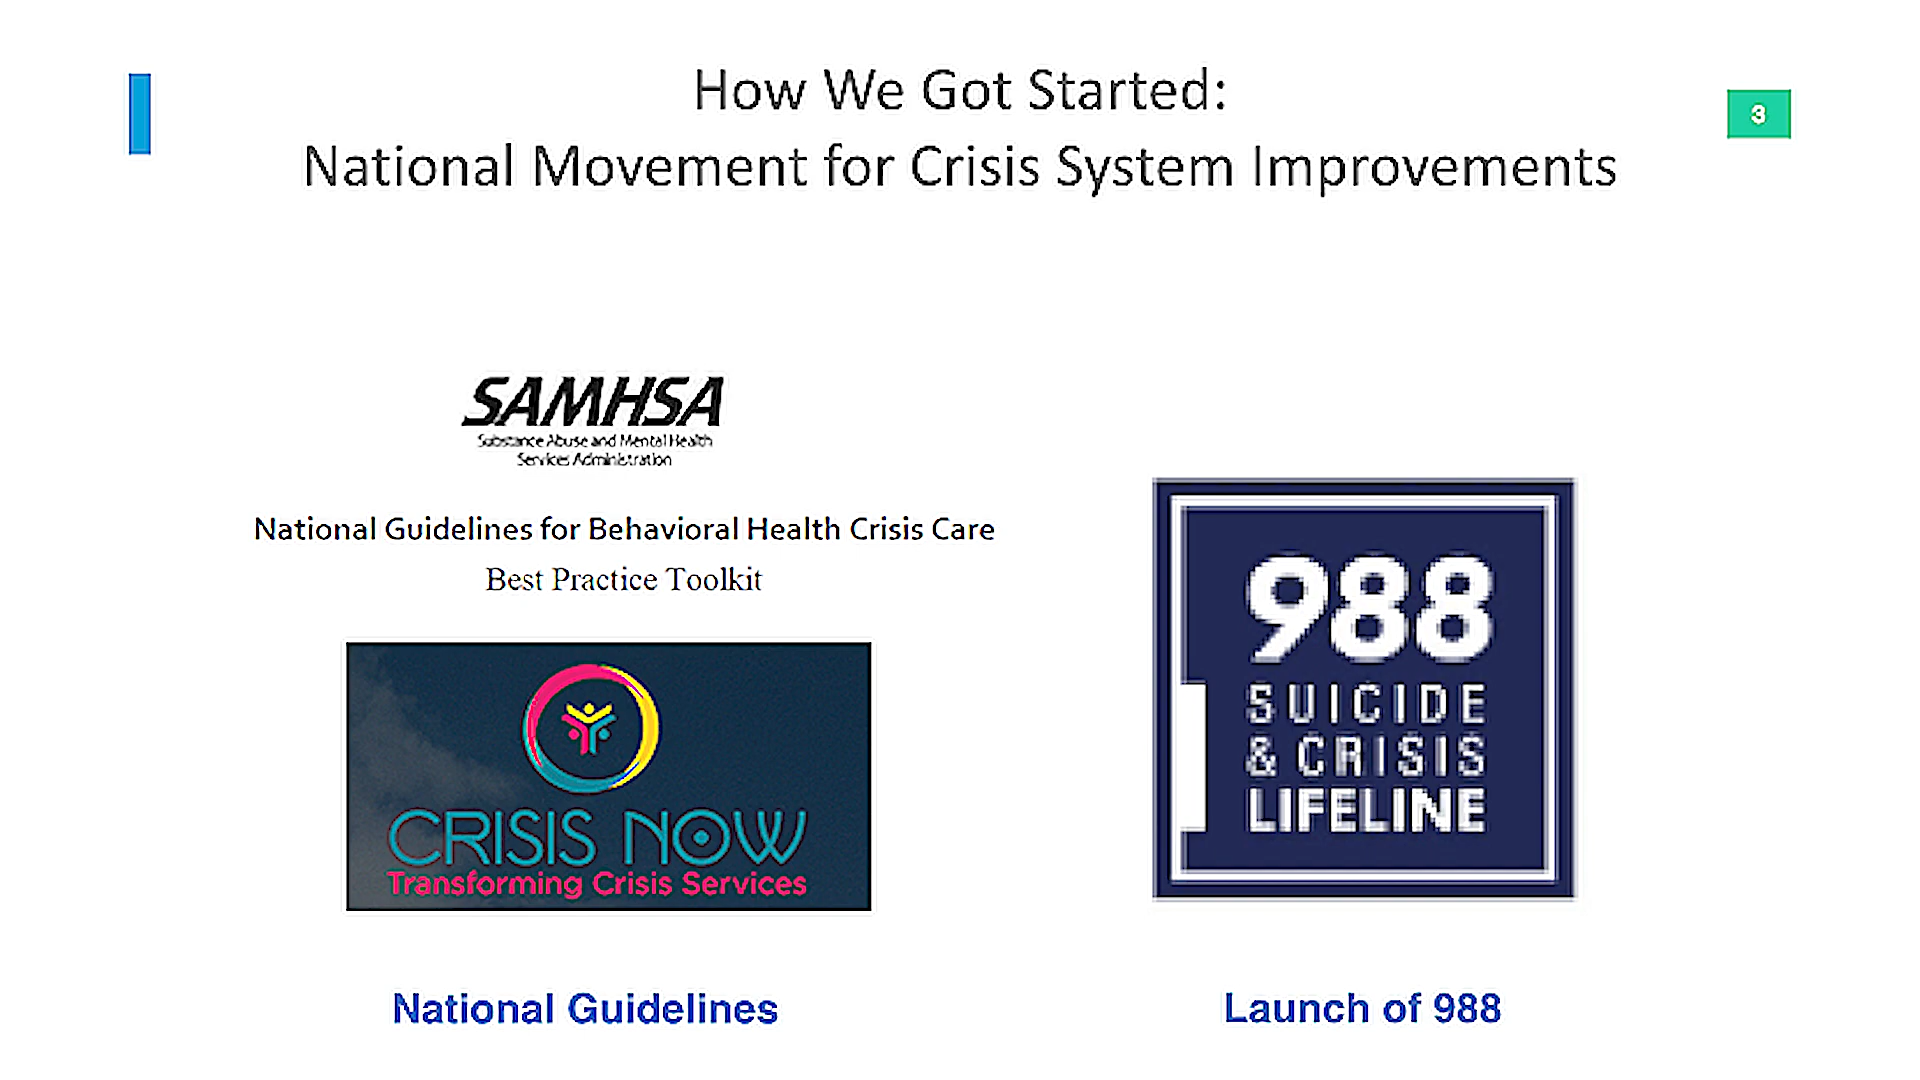 How We Got Started:
National Movement for Crisis System Improvements
3
SAMHSA
Substance Abuse and Mental Health
Services Administration
National Guidelines for Behavioral Health Crisis Care
Best Practice Toolkit
CRISIS NOW
Transforming Crisis Services
National Guidelines
988
SUICIDE
& CRISIS
LIFELINE
Launch of 988